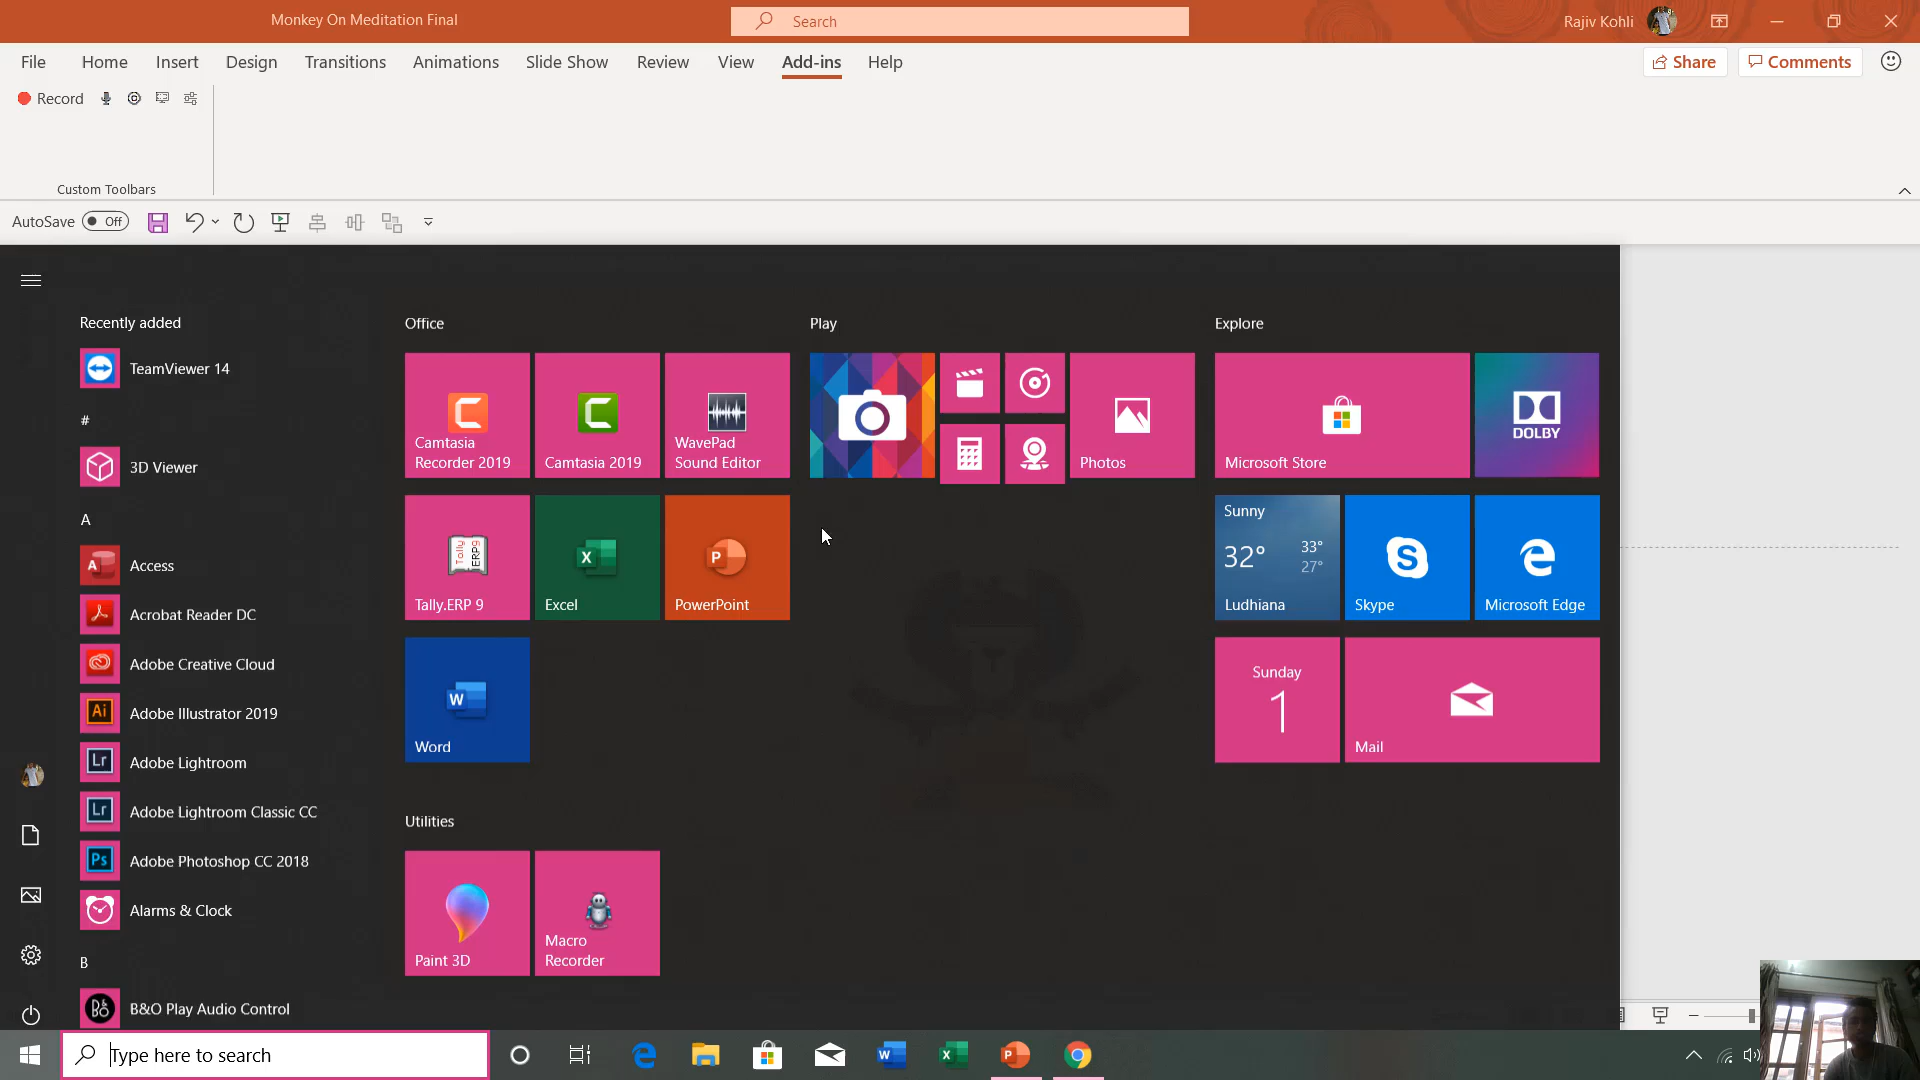 Monkey On Meditation Final
Search
Rajiv Kohli
File Home Insert Design Transitions Animations Slide Show Review View Add-ins Help
Share Comments
Record
Custom Toolbars
AutoSave Off
Recently added
TeamViewer 14
#
3D Viewer
A
Access
Acrobat Reader DC
Adobe Creative Cloud
Adobe Illustrator 2019
Adobe Lightroom
Adobe Lightroom Classic CC
Adobe Photoshop CC 2018
Alarms & Clock
B
B&O Play Audio Control
Office
Camtasia
Recorder 2019
Camtasia 2019
WavePad
Sound Editor
Tally.ERP 9
Excel
PowerPoint
Word
Utilities
Paint 3D
Macro
Recorder
Play
Photos
Explore
Microsoft Store
DOLBY
Sunny
32°
33°
27°
Ludhiana
Skype
Microsoft Edge
Sunday
1
Mail
Type here to search